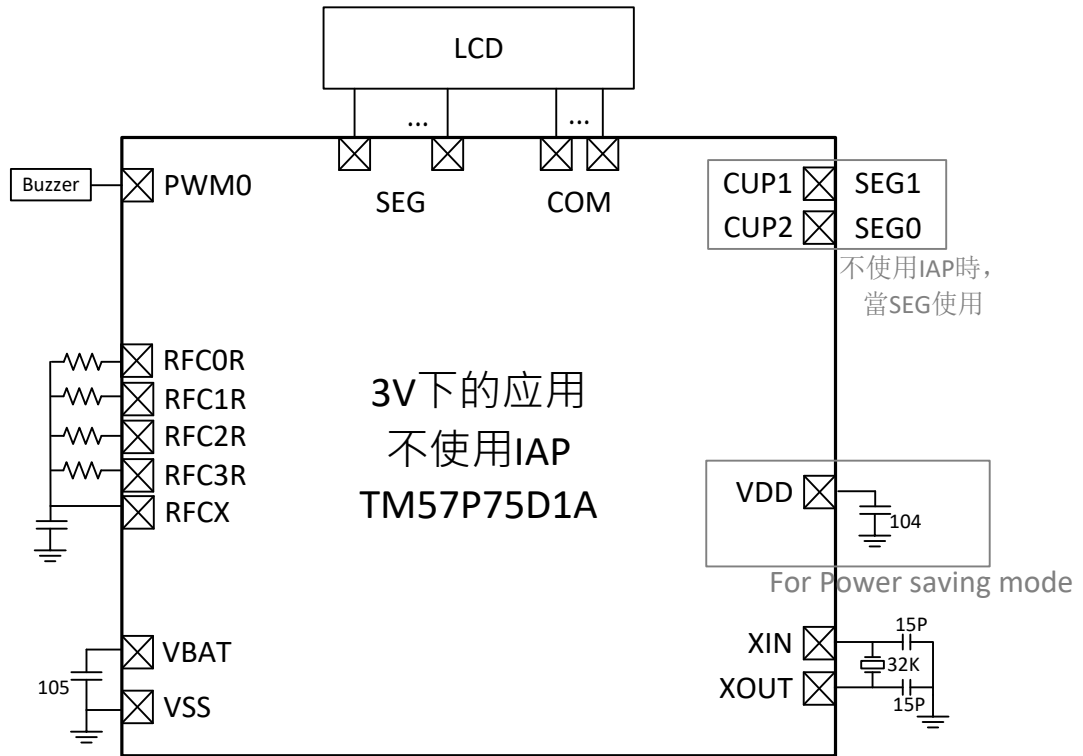 LCD
...
...
Buzzer
PWM0
SEG
COM
CUP1
SEG1
CUP2
SEG0
不使用IAP時，
當SEG使用
RFC0R
RFC1R
RFC2R
RFC3R
RFCX
3V下的应用
不使用IAP
TM57P75D1A
VDD
104
For Power saving mode
VBAT
105
VSS
XIN
15P
32K
XOUT
15P